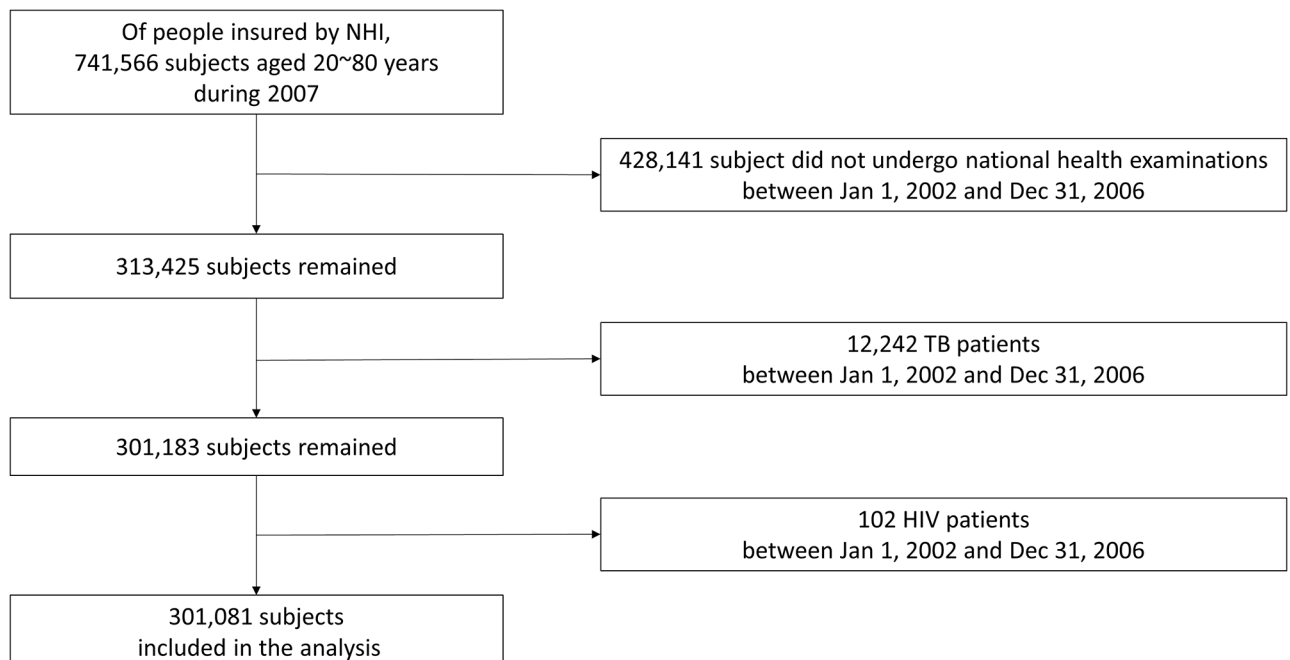 Of people insured by NHI,
741,566 subjects aged 20~80 years
during 2007
428,141 subject did not undergo national health examinations
between Jan 1, 2002 and Dec 31, 2006
313,425 subjects remained
12,242 TB patients
between Jan 1, 2002 and Dec 31, 2006
301,183 subjects remained
102 HIV patients
between Jan 1, 2002 and Dec 31, 2006
301,081 subjects
included in the analysis